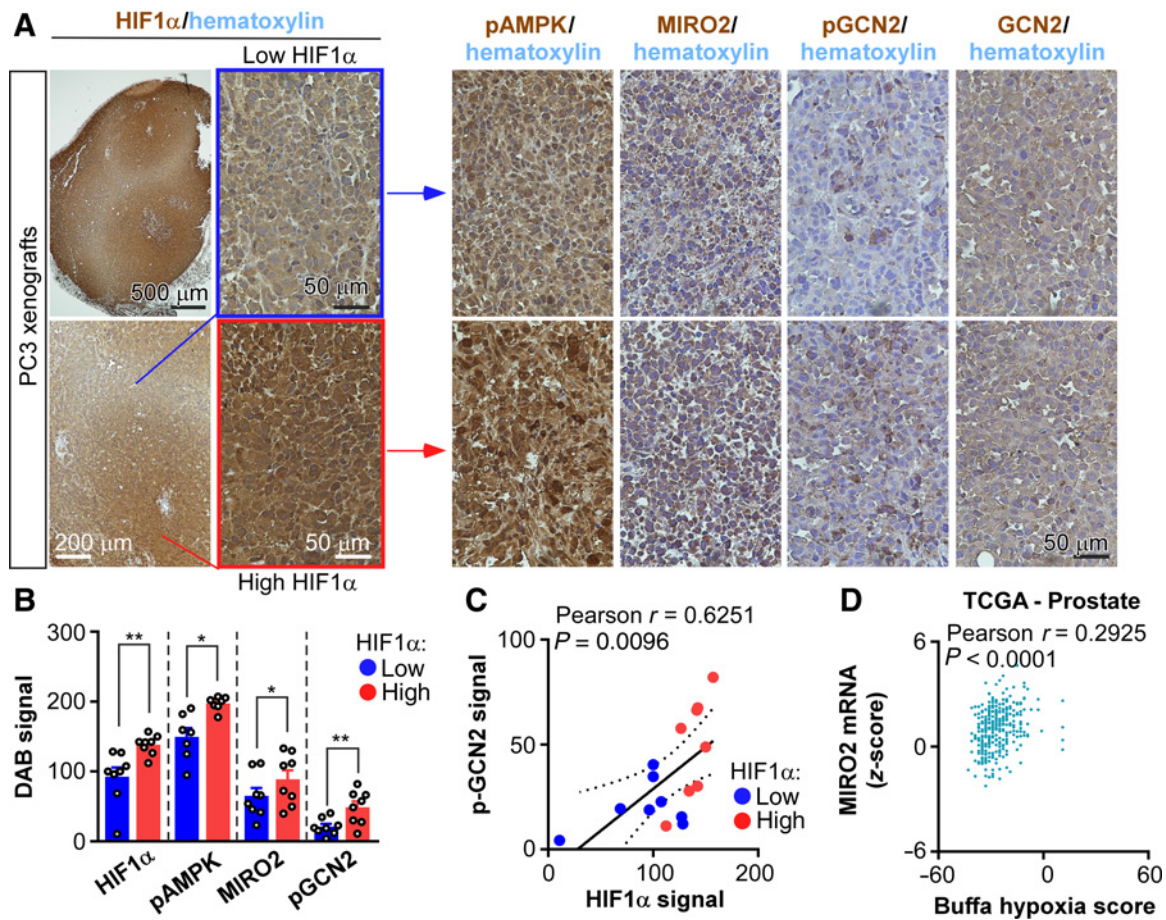 A
HIF1α/hematoxylin
Low HIF1α
pAMPK/
hematoxylin
MIRO2/
hematoxylin
pGCN2/
hematoxylin
GCN2/
hematoxylin
PC3 xenografts
500 μm
50 μm
200 μm
50 μm
50 μm
High HIF1α
B
DAB signal
300
200
100
0
**
*
*
**
HIF1α:
Low
High
HIF1α
pAMPK
MIRO2
pGCN2
C
Pearson r = 0.6251
P = 0.0096
p-GCN2 signal
100
50
0
0
100
200
HIF1α signal
HIF1α:
Low
High
D
TCGA - Prostate
Pearson r = 0.2925
P < 0.0001
MIRO2 mRNA
(z-score)
6
0
−6
−60
0
60
Buffa hypoxia score